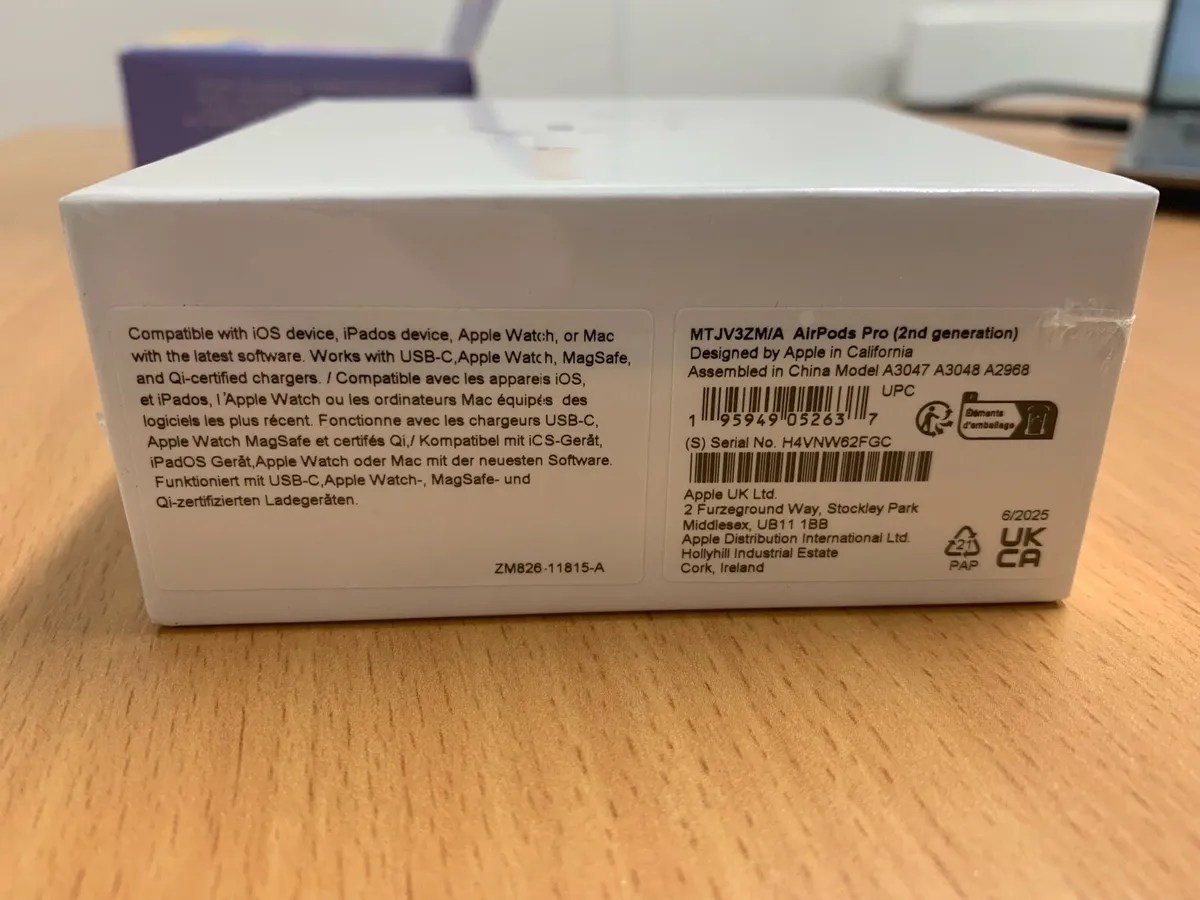 Compatible with iOS device, iPados device, Apple Watch, or Mac
with the latest software. Works with USB-C,Apple Watch, MagSafe,
and Qi-certified chargers. / Compatible avec les appareis iOS,
et iPados, l'Apple Watch ou les ordinateurs Mac équipés des
logiciels les plus récent. Fonctionne avec les chargeurs USB-C,
Apple Watch MagSafe et certifés Qi,/ Kompatibel mit iCS-Gerät,
iPadOS Gerät,Apple Watch oder Mac mit der neuesten Software.
Funktioniert mit USB-C,Apple Watch-, MagSafe- und
Qi-zertifizierten Ladegeräten.
ZM826-11815-A
MTJV3ZM/A AirPods Pro (2nd generation)
Designed by Apple in California
Assembled in China Model A3047 A3048 A2968
UPC
1 95949 05263 7
Éléments
d'emballage
(S) Serial No. H4VNW62FGC
Apple UK Ltd.
2 Furzeground Way, Stockley Park
Middlesex, UB11 1BB
Apple Distribution International Ltd.
Hollyhill Industrial Estate
Cork, Ireland
21
PAP
6/2025
UK
CA